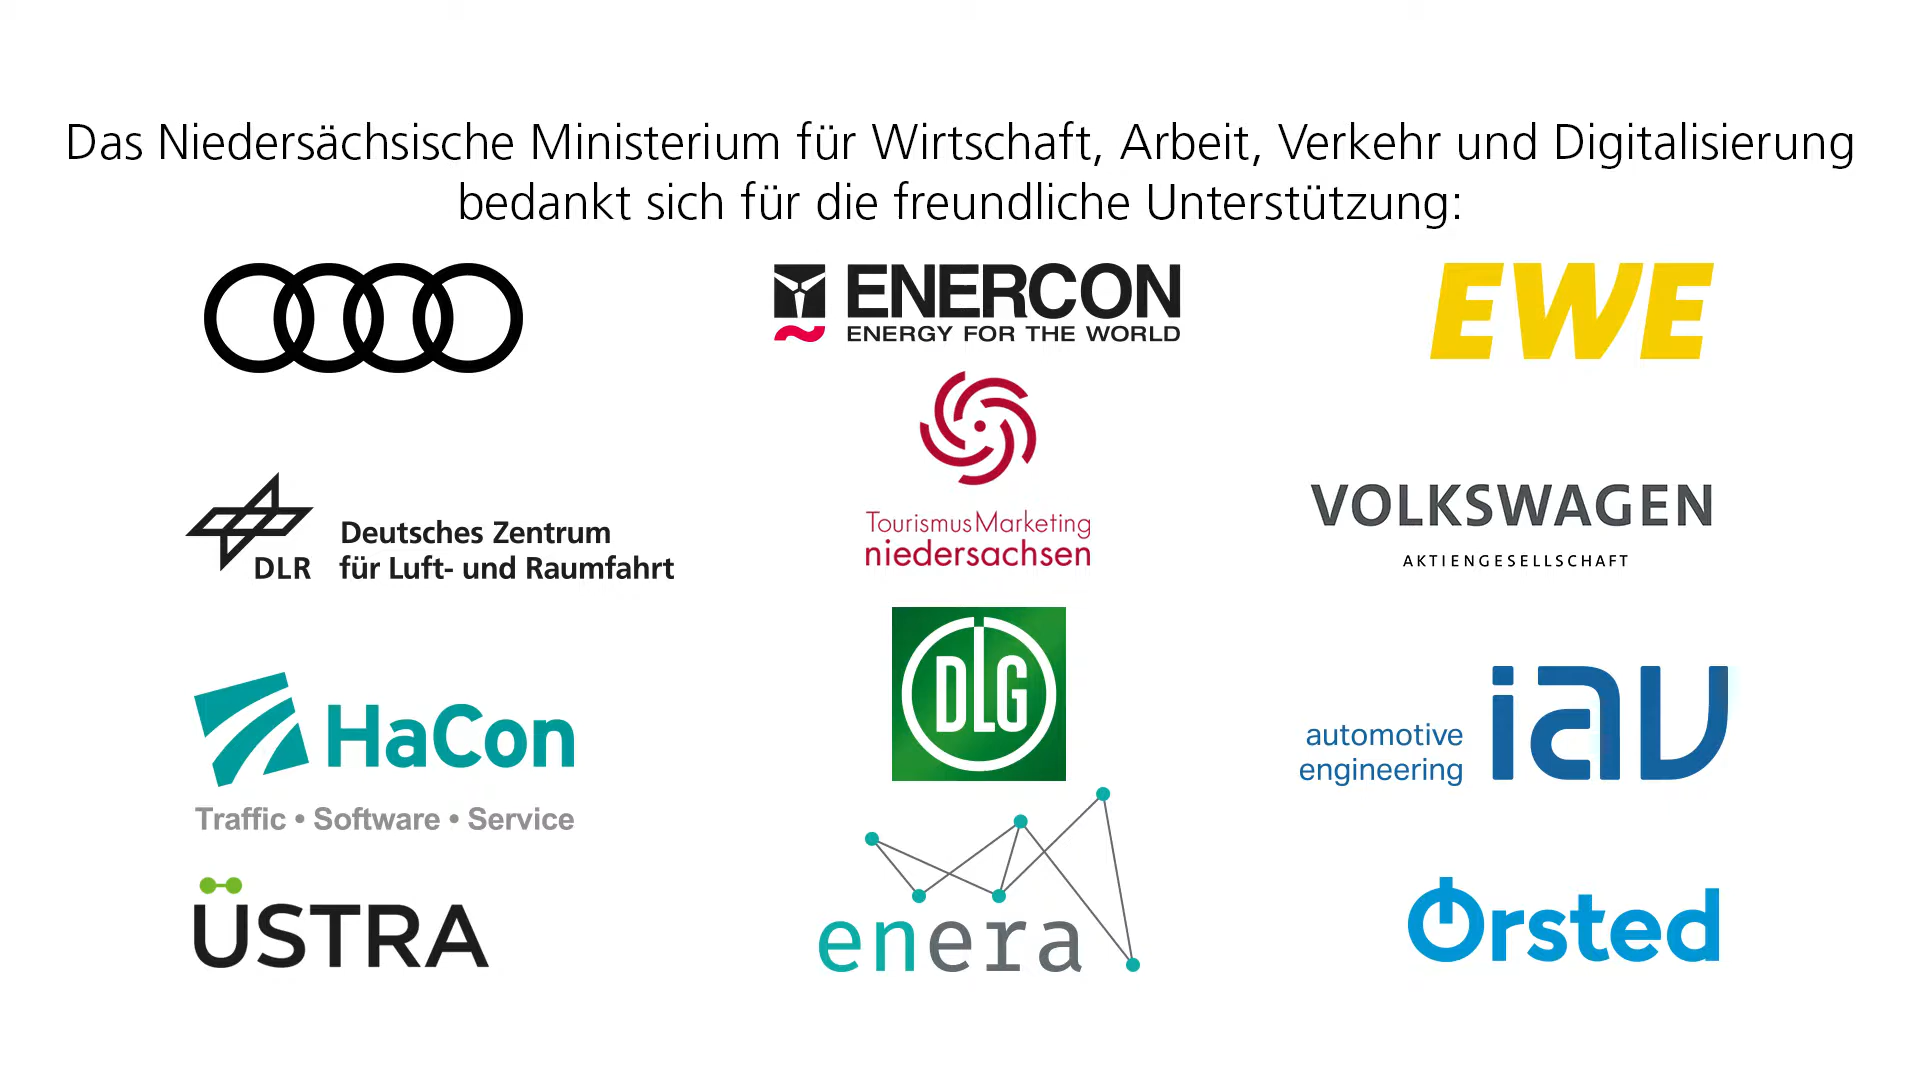 Das Niedersächsische Ministerium für Wirtschaft, Arbeit, Verkehr und Digitalisierung
bedankt sich für die freundliche Unterstützung:
ENERCON
ENERGY FOR THE WORLD
EWE
DLR
Deutsches Zentrum
für Luft- und Raumfahrt
TourismusMarketing
niedersachsen
VOLKSWAGEN
AKTIENGESELLSCHAFT
HaCon
Traffic • Software • Service
DLG
automotive
engineering
iav
ÜSTRA
enera
Ørsted